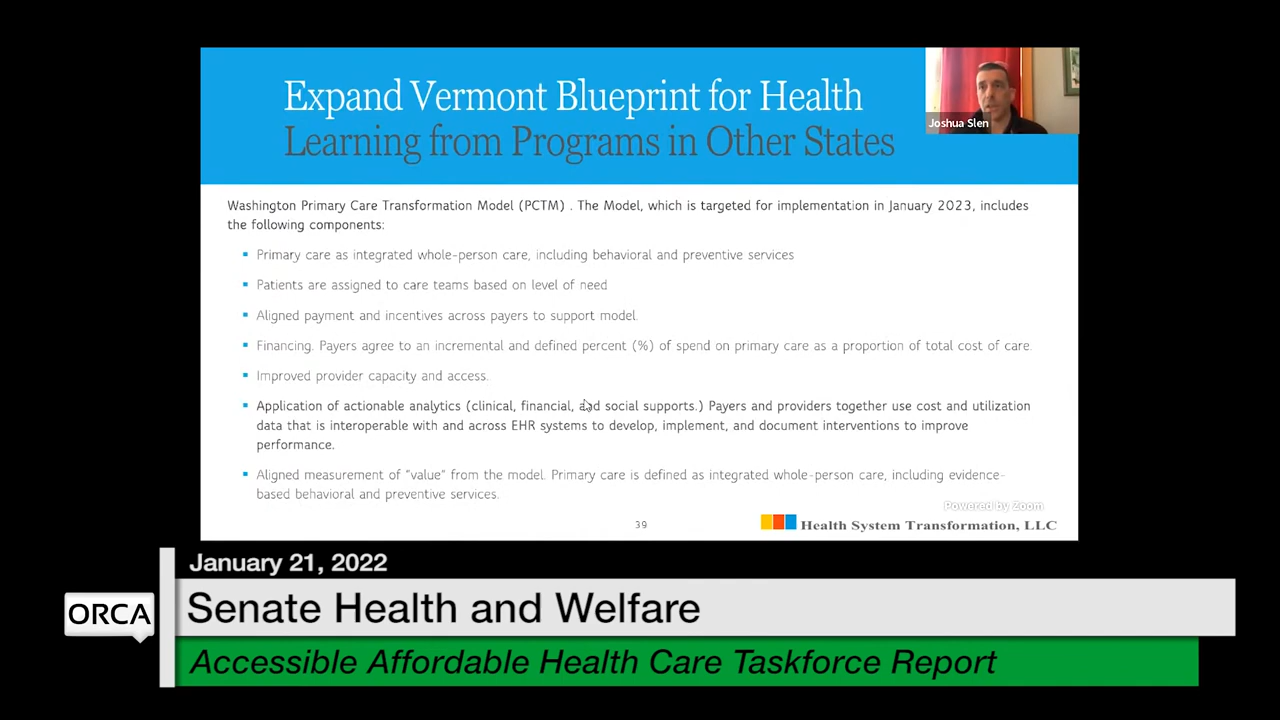 Expand Vermont Blueprint for Health
Learning from Programs in Other States
Joshua Slen
Washington Primary Care Transformation Model (PCTM) . The Model, which is targeted for implementation in January 2023, includes
the following components:
▪ Primary care as integrated whole-person care, including behavioral and preventive services
▪ Patients are assigned to care teams based on level of need
▪ Aligned payment and incentives across payers to support model.
▪ Financing. Payers agree to an incremental and defined percent (%) of spend on primary care as a proportion of total cost of care.
▪ Improved provider capacity and access.
▪ Application of actionable analytics (clinical, financial, and social supports.) Payers and providers together use cost and utilization
data that is interoperable with and across EHR systems to develop, implement, and document interventions to improve
performance.
▪ Aligned measurement of "value" from the model. Primary care is defined as integrated whole-person care, including evidence-
based behavioral and preventive services.
Powered by Zoom
39
Health System Transformation, LLC
January 21, 2022
ORCA
Senate Health and Welfare
Accessible Affordable Health Care Taskforce Report